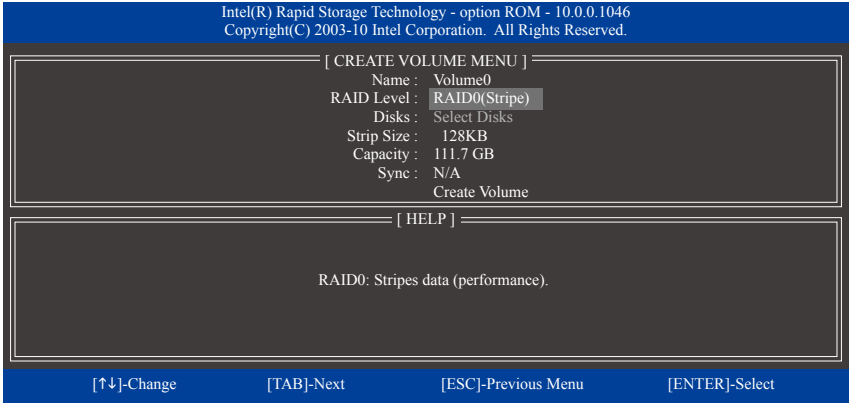 Intel(R) Rapid Storage Technology - option ROM - 10.0.0.1046
Copyright(C) 2003-10 Intel Corporation. All Rights Reserved.
[ CREATE VOLUME MENU ]
Name : Volume0
RAID Level : RAID0(Stripe)
Disks : Select Disks
Strip Size : 128KB
Capacity : 111.7 GB
Sync : N/A
Create Volume
[ HELP ]
RAID0: Stripes data (performance).
[↑↓]-Change [TAB]-Next [ESC]-Previous Menu [ENTER]-Select